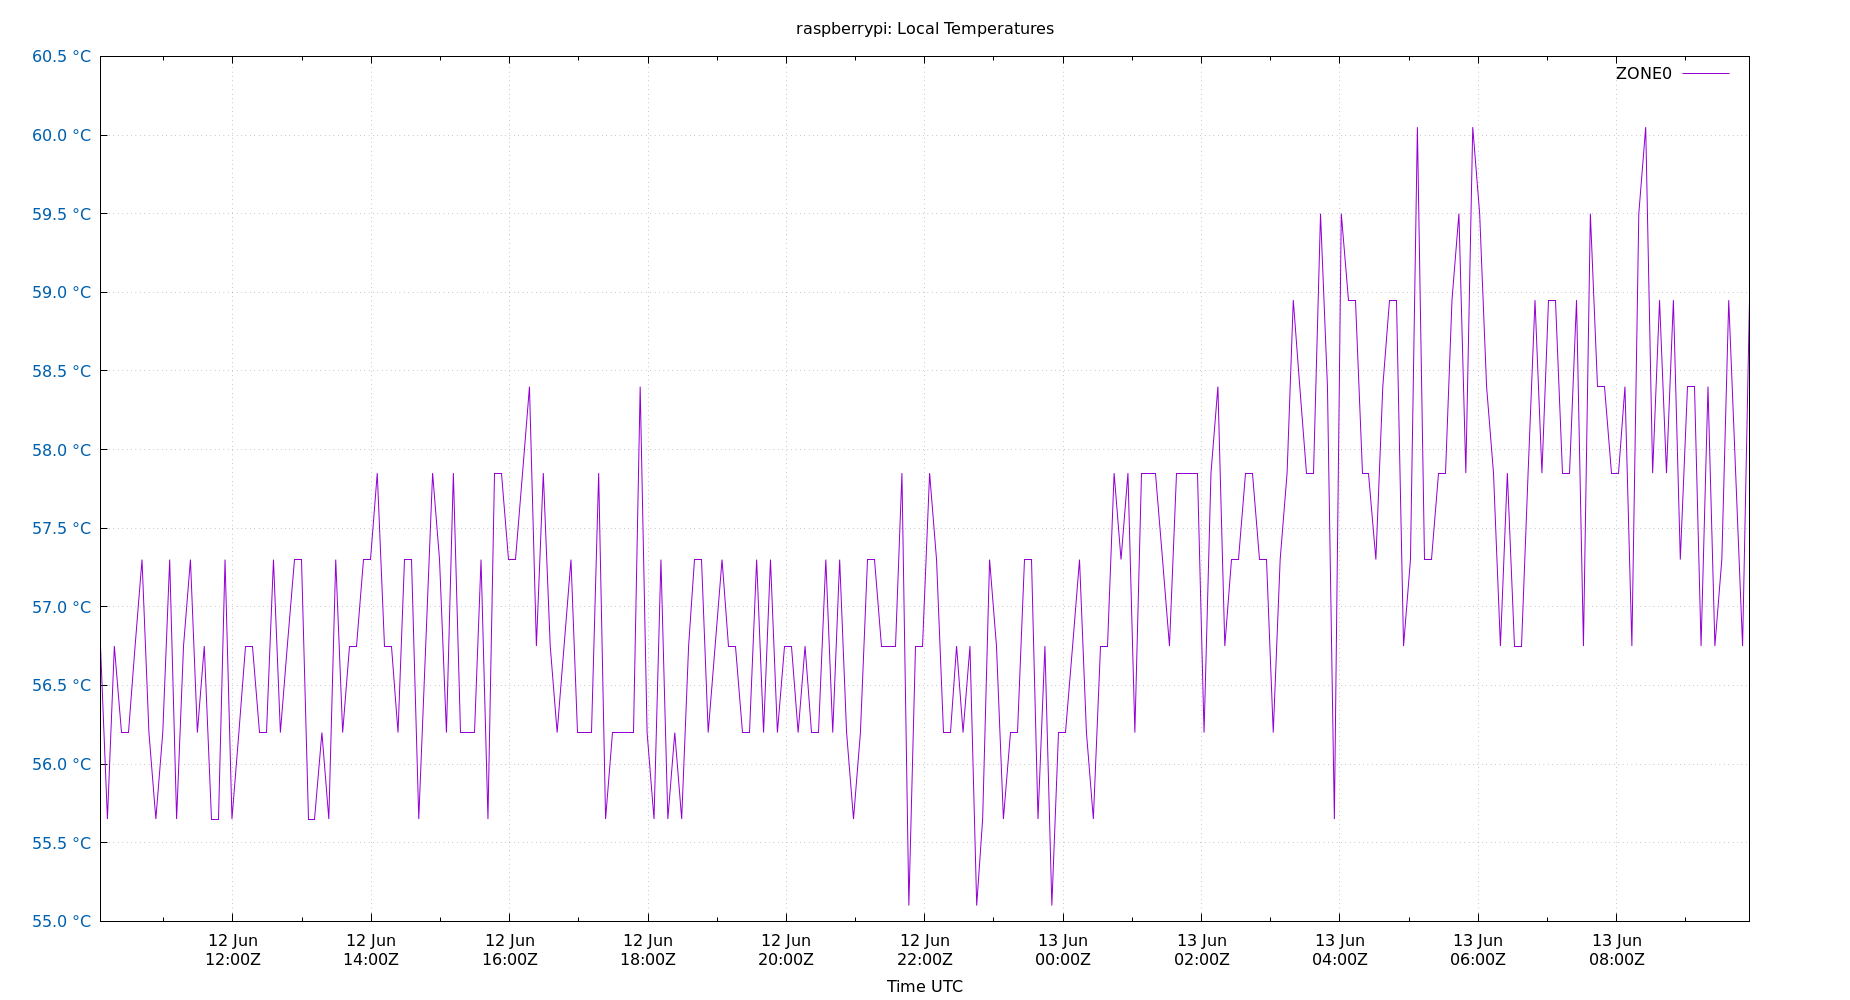 raspberrypi: Local Temperatures
60.5 °C
60.0 °C
59.5 °C
59.0 °C
58.5 °C
58.0 °C
57.5 °C
57.0 °C
56.5 °C
56.0 °C
55.5 °C
55.0 °C
ZONE0
12 Jun 12 Jun 12 Jun 12 Jun 12 Jun 12 Jun 13 Jun 13 Jun 13 Jun 13 Jun 13 Jun
12:00Z 14:00Z 16:00Z 18:00Z 20:00Z 22:00Z 00:00Z 02:00Z 04:00Z 06:00Z 08:00Z
Time UTC